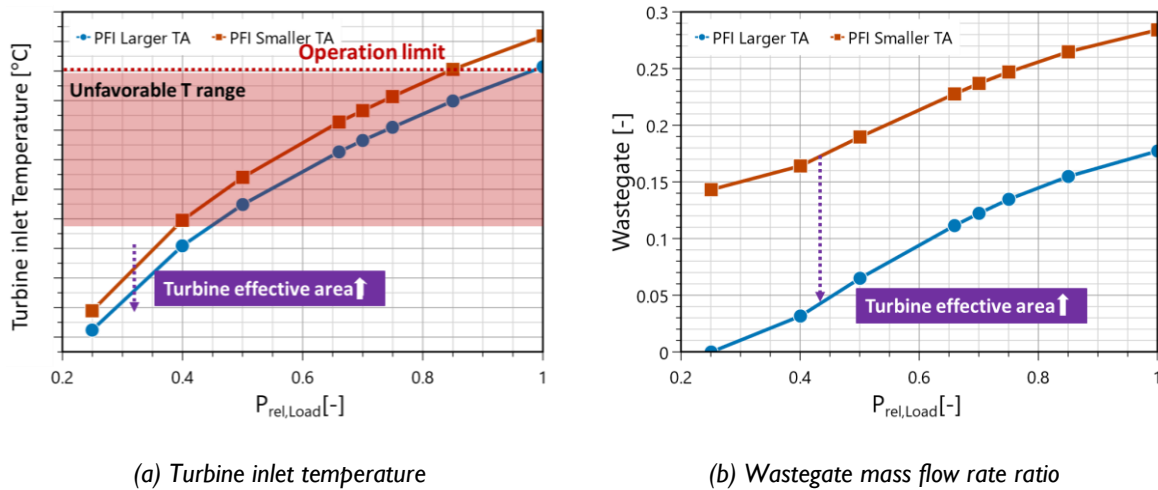 PFI Larger TA
PFI Smaller TA
Operation limit
Unfavorable T range
Turbine effective area⬆
Turbine inlet Temperature [°C]
0.2
0.4
0.6
0.8
1
P_rel,Load[-]
(a) Turbine inlet temperature
0.3
0.25
0.2
0.15
0.1
0.05
0
PFI Larger TA
PFI Smaller TA
Turbine effective area⬆
Wastegate [-]
0.2
0.4
0.6
0.8
1
P_rel,Load[-]
(b) Wastegate mass flow rate ratio